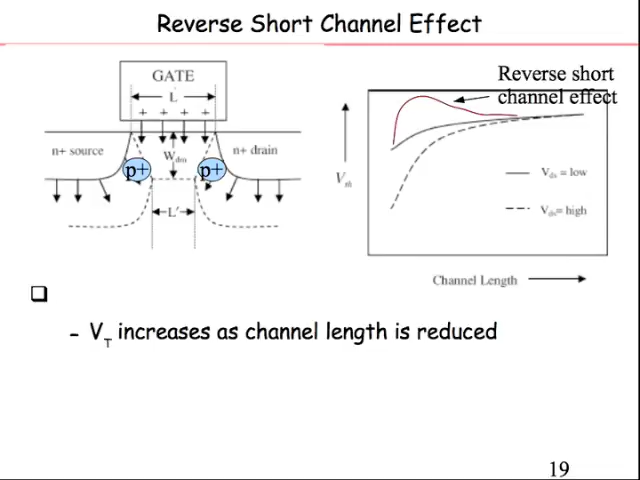 Reverse Short Channel Effect
GATE
L
+ + + +
n+ source
Wdm
n+ drain
p+
p+
L'
Reverse short
channel effect
Vth
Vds = low
Vds= high
Channel Length
- VT increases as channel length is reduced
19